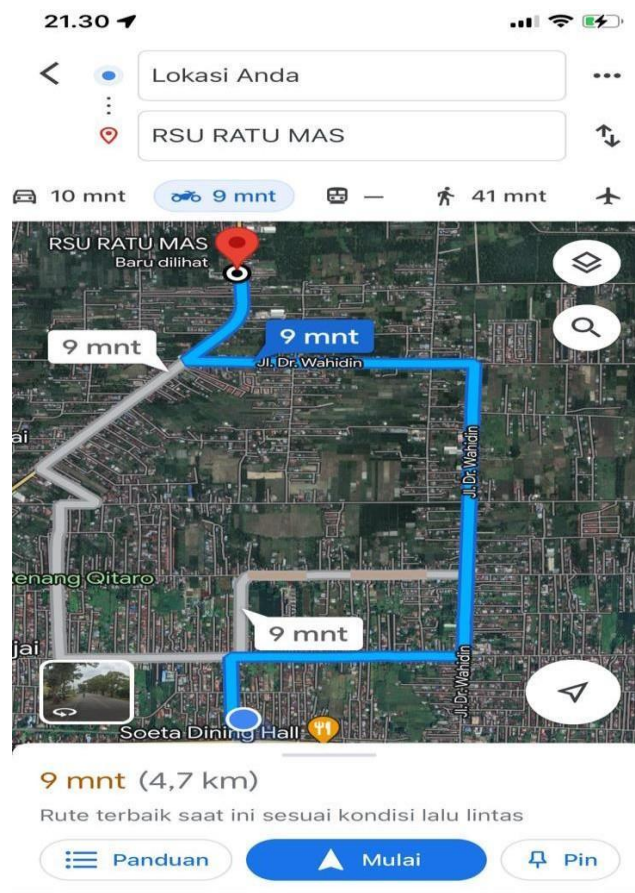 21.30
Lokasi Anda
RSU RATU MAS
10 mnt
9 mnt
—
41 mnt
RSU RATU MAS
Baru dilihat
9 mnt
9 mnt
Jl. Dr. Wahidin
ai
Jl. Dr. Wahidin
enang Qitaro
9 mnt
jai
Jl. Dr. Wahidin
Soeta Dining Hall
9 mnt (4,7 km)
Rute terbaik saat ini sesuai kondisi lalu lintas
Panduan
Mulai
Pin